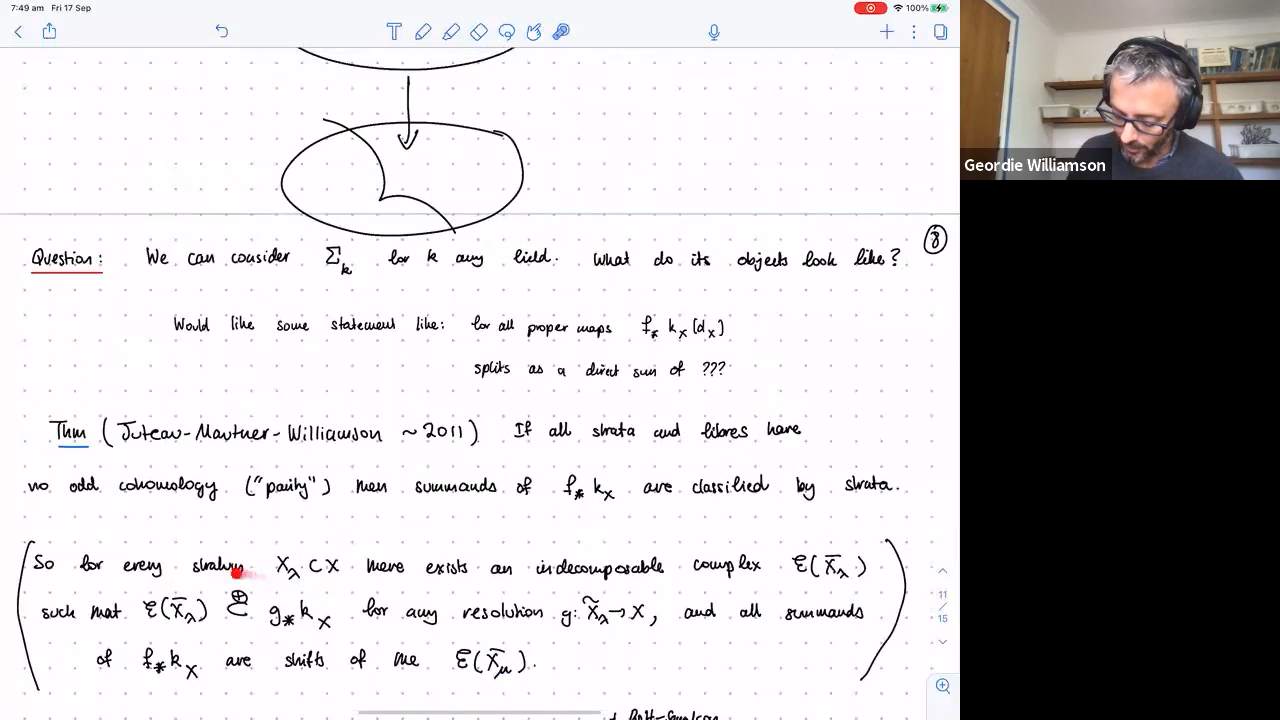 7:49 am Fri 17 Sep
100%
Geordie Williamson
8
Question: We can consider Σ_k for k any field. What do its objects look like?
Would like some statement like: for all proper maps f_* k_X [d_X]
splits as a direct sum of ???
Thm (Juteau-Mautner-Williamson ~2011) If all strata and fibres have
no odd cohomology ("parity") then summands of f_* k_X are classified by strata.
(So for every stratum X_λ ⊂ X there exists an indecomposable complex ℰ(X̄_λ)
such that ℰ(X̄_λ) ⊕⊂ g_* k_X for any resolution g: X̃_λ → X, and all summands
of f_* k_X are shifts of the ℰ(X̄_μ).)
11
/
15